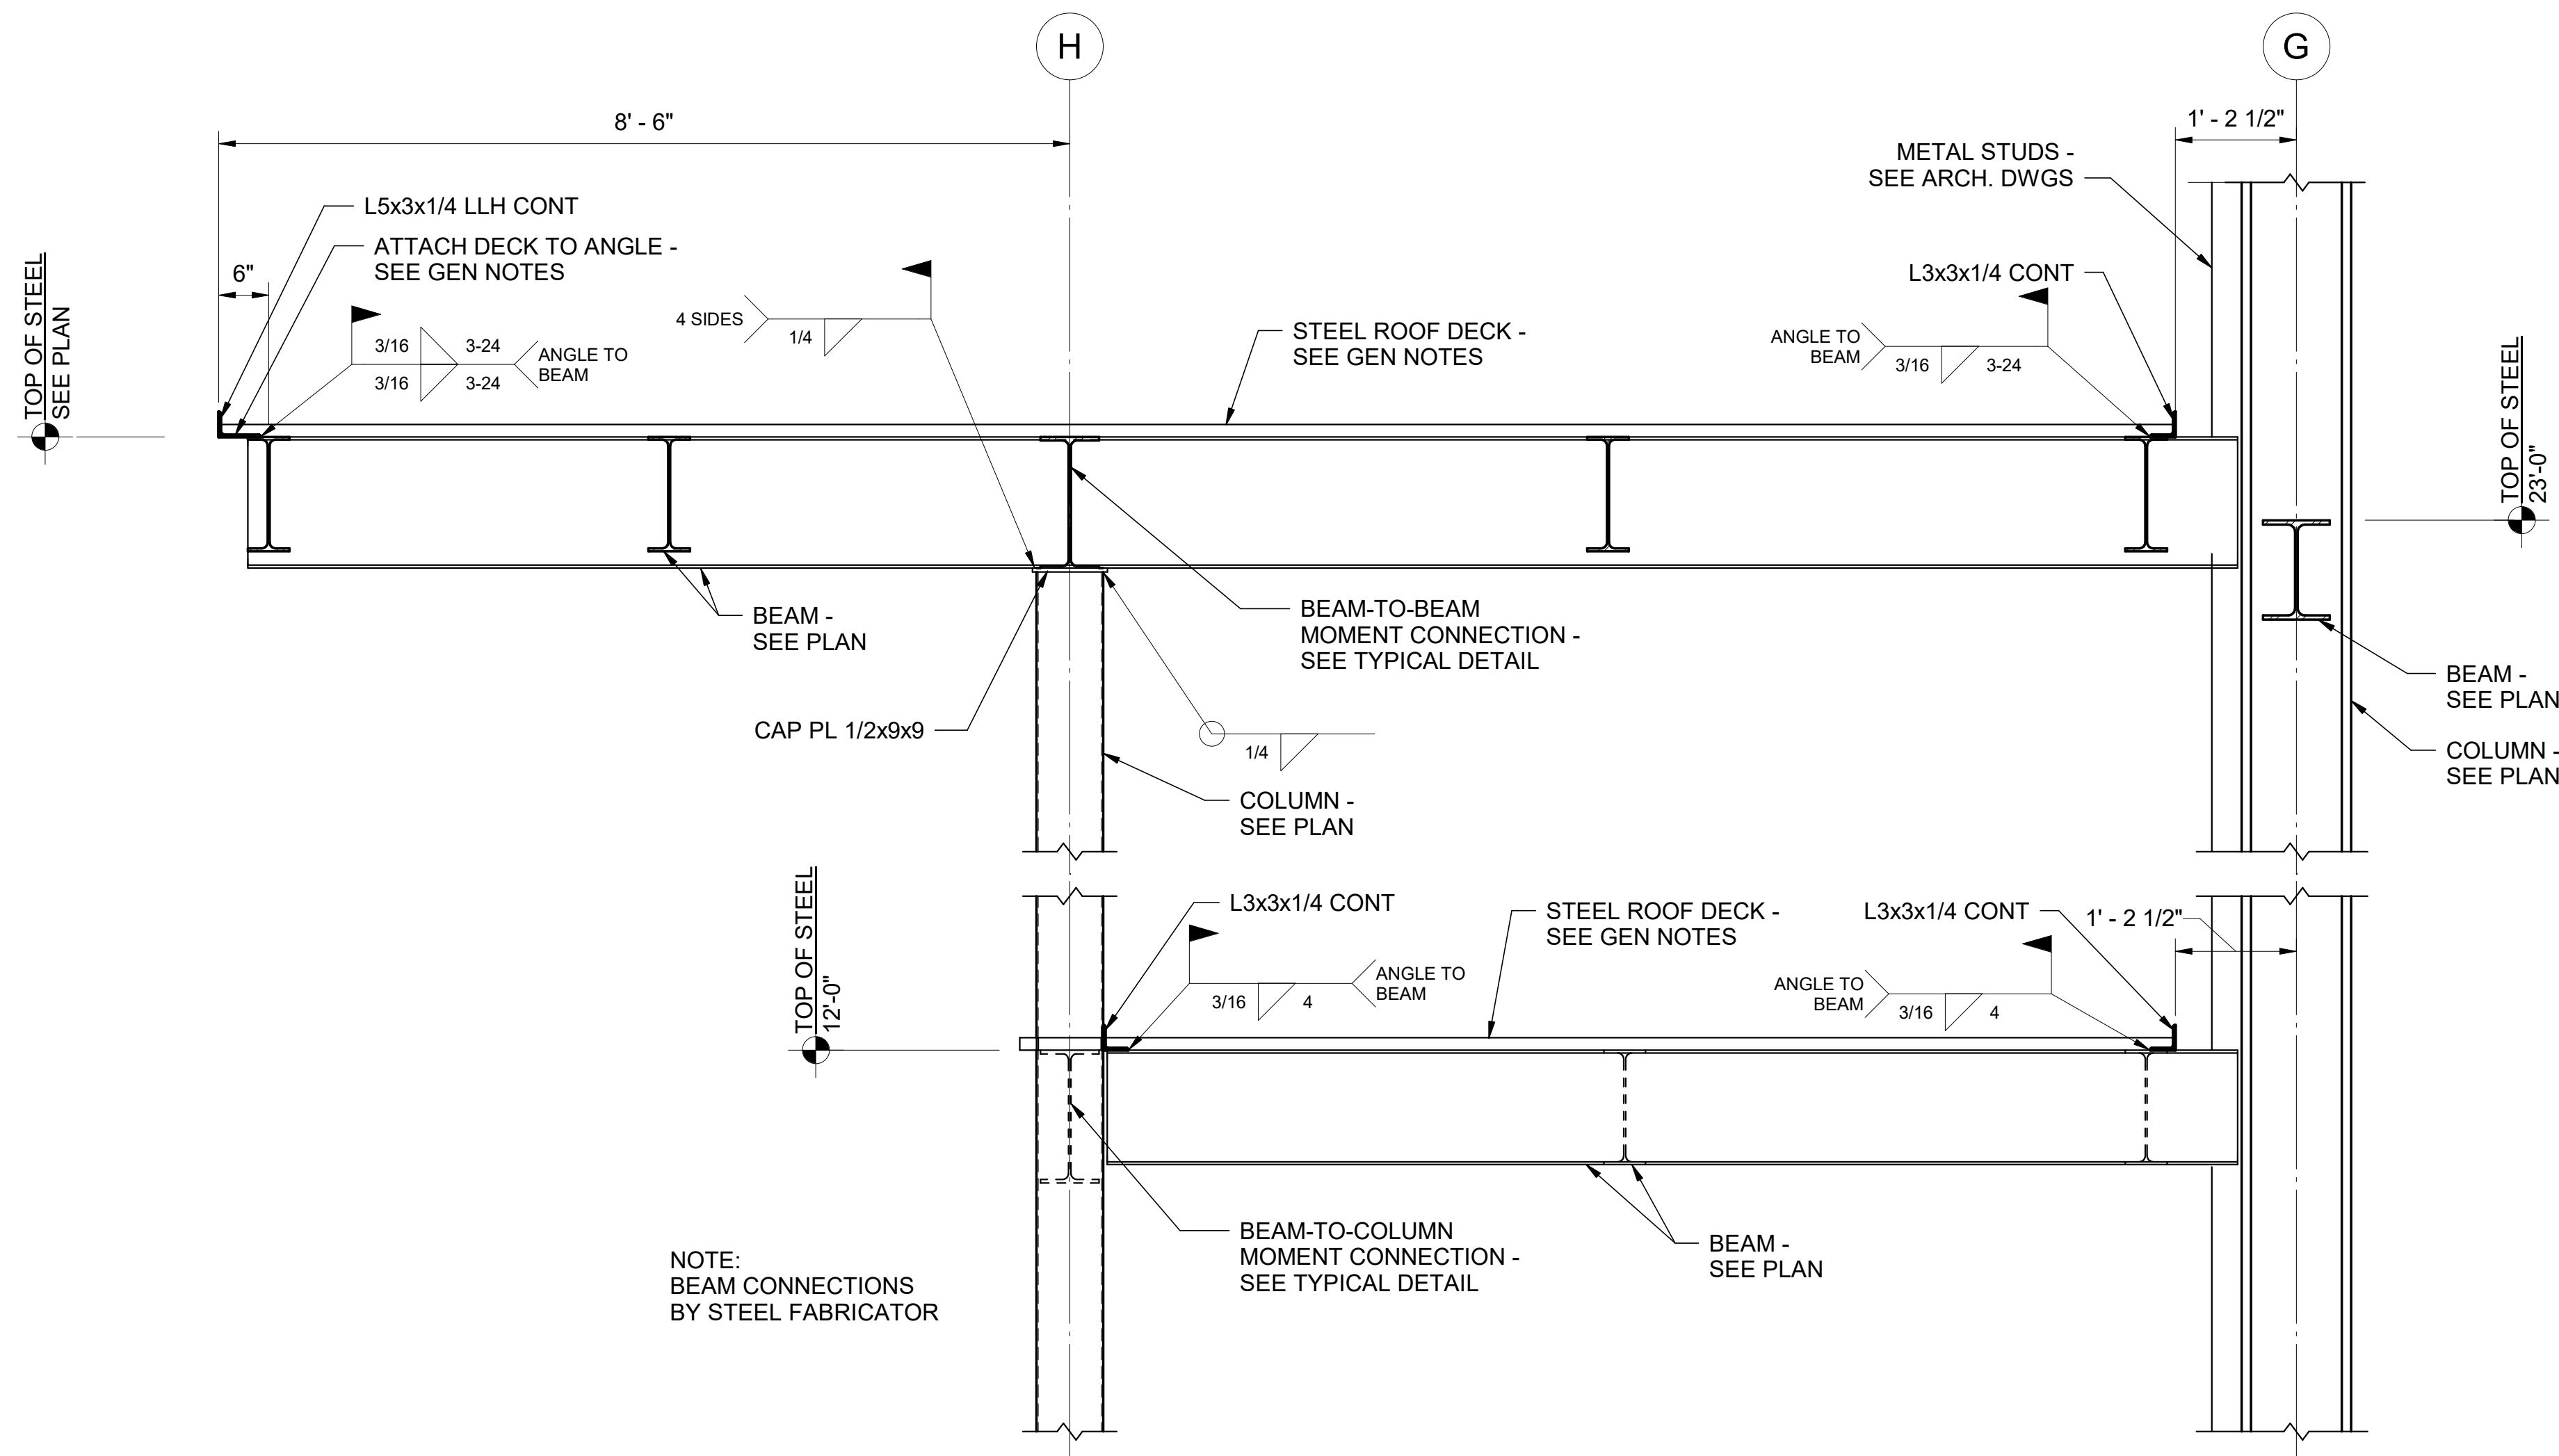 H
G
8' - 6"
1' - 2 1/2"
METAL STUDS -
SEE ARCH. DWGS
L5x3x1/4 LLH CONT
ATTACH DECK TO ANGLE -
SEE GEN NOTES
6"
TOP OF STEEL
SEE PLAN
3/16
3-24
3/16
3-24
ANGLE TO
BEAM
4 SIDES
1/4
STEEL ROOF DECK -
SEE GEN NOTES
L3x3x1/4 CONT
ANGLE TO
BEAM
3/16
3-24
TOP OF STEEL
23'-0"
BEAM -
SEE PLAN
BEAM-TO-BEAM
MOMENT CONNECTION -
SEE TYPICAL DETAIL
BEAM -
SEE PLAN
CAP PL 1/2x9x9
1/4
COLUMN -
SEE PLAN
COLUMN -
SEE PLAN
TOP OF STEEL
12'-0"
L3x3x1/4 CONT
STEEL ROOF DECK -
SEE GEN NOTES
L3x3x1/4 CONT
1' - 2 1/2"
3/16
4
ANGLE TO
BEAM
ANGLE TO
BEAM
3/16
4
BEAM-TO-COLUMN
MOMENT CONNECTION -
SEE TYPICAL DETAIL
BEAM -
SEE PLAN
NOTE:
BEAM CONNECTIONS
BY STEEL FABRICATOR